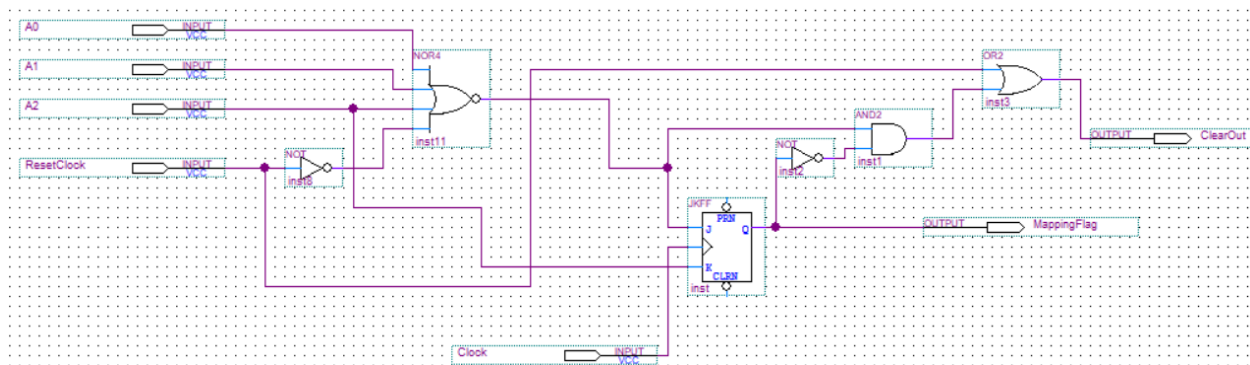 A0
INPUT
VCC
A1
INPUT
VCC
A2
INPUT
VCC
ResetClock
INPUT
VCC
NOT
inst8
NOR4
inst11
JKFF
PRN
J
Q
K
CLRN
inst
NOT
inst2
AND2
inst1
OR2
inst3
OUTPUT
ClearOut
OUTPUT
MappingFlag
Clock
INPUT
VCC